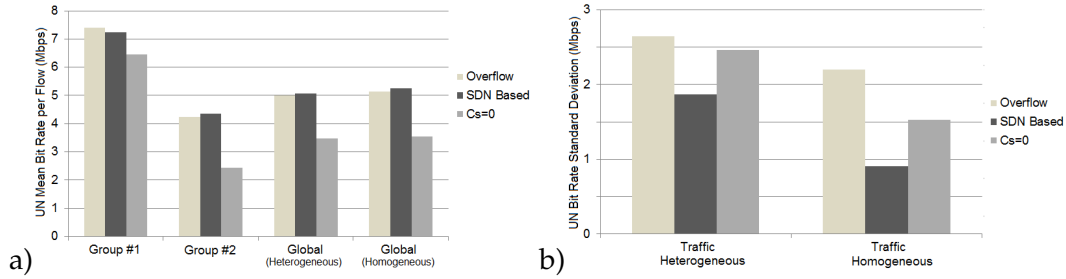 a)
UN Mean Bit Rate per Flow (Mbps)
8
7
6
5
4
3
2
1
0
Group #1
Group #2
Global
(Heterogeneous)
Global
(Homogeneous)
Overflow
SDN Based
Cs=0
b)
UN Bit Rate Standard Deviation (Mbps)
3
2
1
0
Traffic
Heterogeneous
Traffic
Homogeneous
Overflow
SDN Based
Cs=0